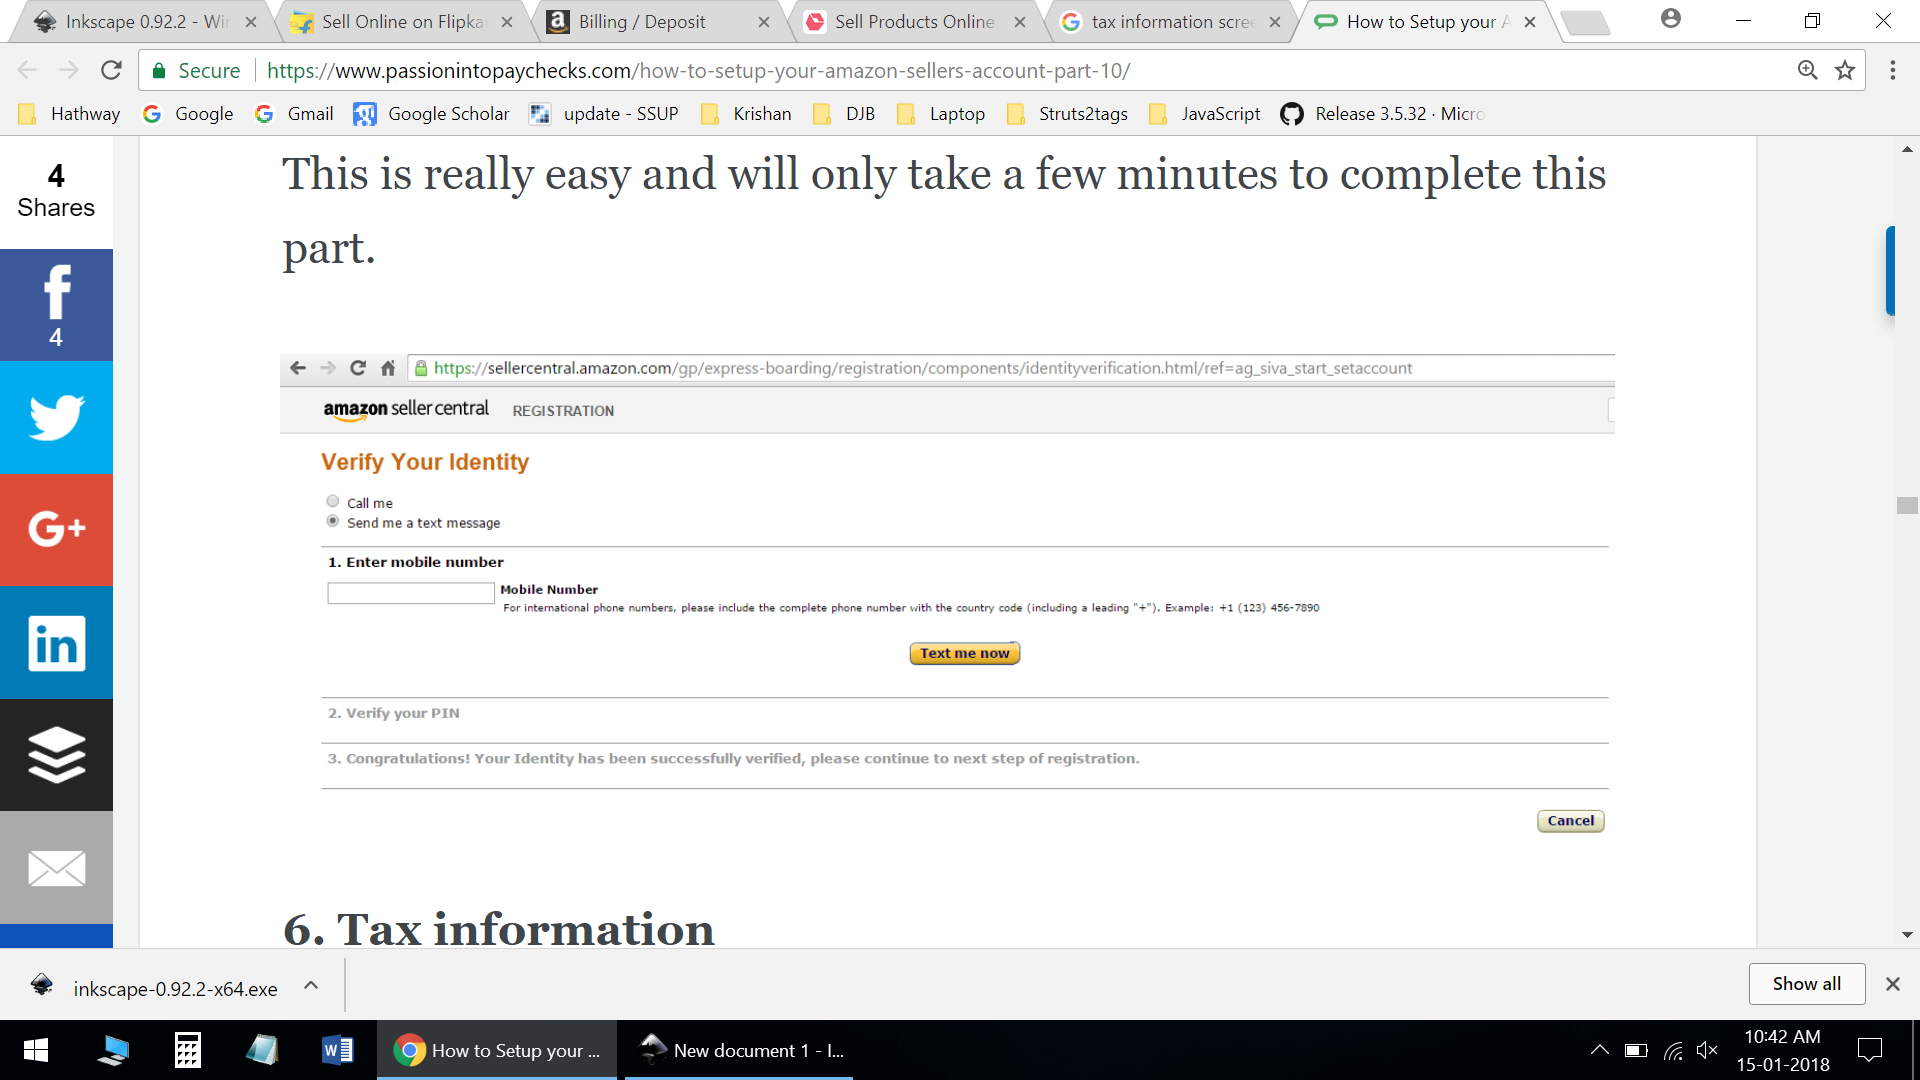 Inkscape 0.92.2 - Wi
Sell Online on Flipka
Billing / Deposit
Sell Products Online
tax information scree
How to Setup your A
Secure
https://www.passionintopaychecks.com/how-to-setup-your-amazon-sellers-account-part-10/
Hathway
Google
Gmail
Google Scholar
update - SSUP
Krishan
DJB
Laptop
Struts2tags
JavaScript
Release 3.5.32 · Micro
4
Shares
4
G+
in
This is really easy and will only take a few minutes to complete this
part.
https://sellercentral.amazon.com/gp/express-boarding/registration/components/identityverification.html/ref=ag_siva_start_setaccount
amazon seller central
REGISTRATION
Verify Your Identity
Call me
Send me a text message
1. Enter mobile number
Mobile Number
For international phone numbers, please include the complete phone number with the country code (including a leading "+"). Example: +1 (123) 456-7890
Text me now
2. Verify your PIN
3. Congratulations! Your Identity has been successfully verified, please continue to next step of registration.
Cancel
6. Tax information
inkscape-0.92.2-x64.exe
Show all
How to Setup your ...
New document 1 - I...
10:42 AM
15-01-2018